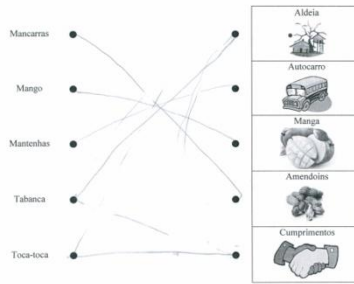 Aldeia
Mancarras
Autocarro
Mango
Manga
Mantenhas
Amendoins
Tabanca
Cumprimentos
Toca-toca